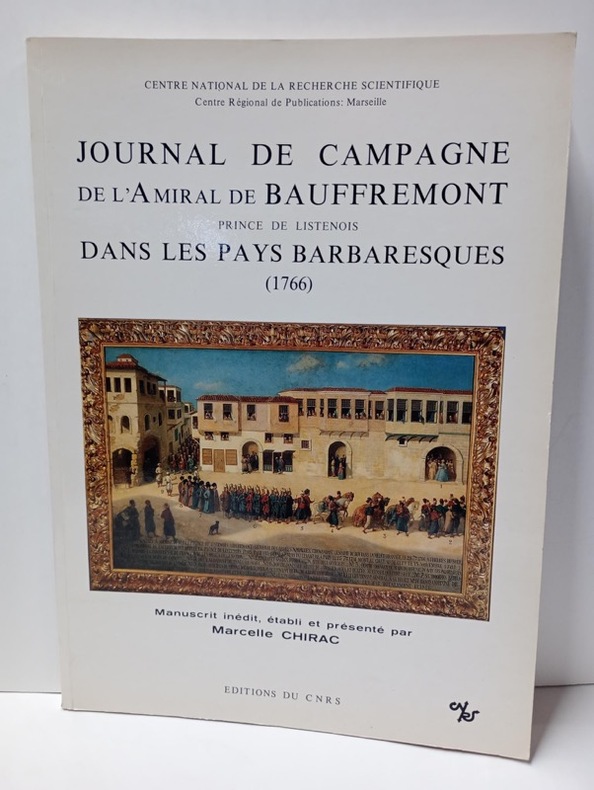 CENTRE NATIONAL DE LA RECHERCHE SCIENTIFIQUE
Centre Régional de Publications: Marseille
JOURNAL DE CAMPAGNE
DE L'AMIRAL DE BAUFFREMONT
PRINCE DE LISTENOIS
DANS LES PAYS BARBARESQUES
(1766)
Manuscrit inédit, établi et présenté par
Marcelle CHIRAC
EDITIONS DU CNRS
CNRS